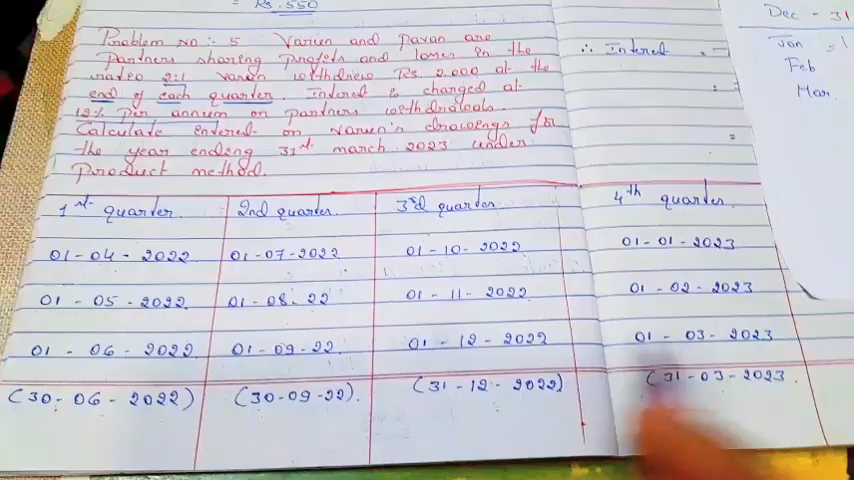 = Rs. 550
Problem No :- 5 Varun and Pavan are
Partners sharing profits and losses in the
ratio 2:1 Varun withdrew Rs. 2.000 at the
end of each quarter. Interest is charged at
12% Per annum on partners withdrawals.
Calculate interest on Varun's drawings for
the year ending 31st march 2023 under
Product method.
∴ Interest =
=
=
Dec - 31
Jan =
Feb
Mar.
1st quarter 2nd quarter. 3rd quarter 4th quarter
01-04-2022 01-07-2022 01-10-2022 01-01-2023
01-05-2022 01-08-22 01-11-2022 01-02-2023
01-06-2022 01-09-22 01-12-2022 01-03-2023
(30-06-2022) (30-09-22). (31-12-2022) (31-03-2023